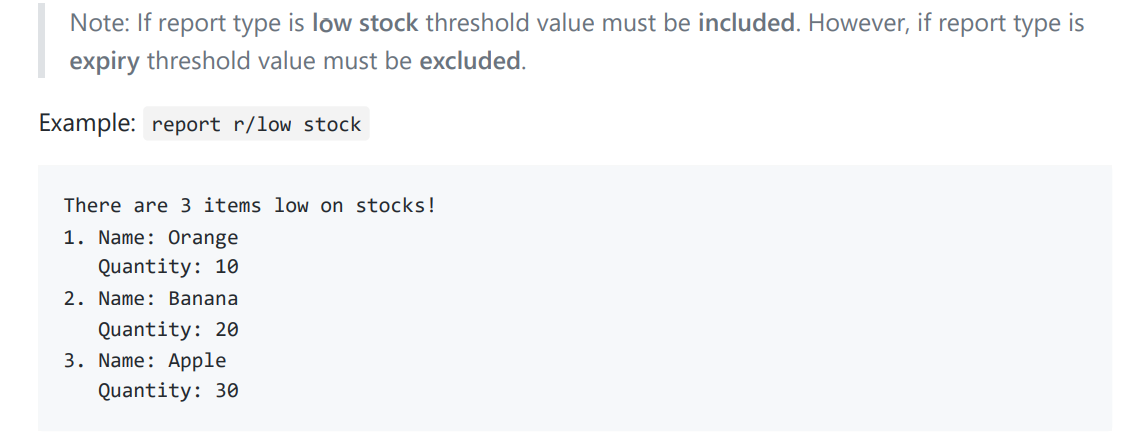 Note: If report type is low stock threshold value must be included. However, if report type is
expiry threshold value must be excluded.
Example: report r/low stock
There are 3 items low on stocks!
1. Name: Orange
   Quantity: 10
2. Name: Banana
   Quantity: 20
3. Name: Apple
   Quantity: 30